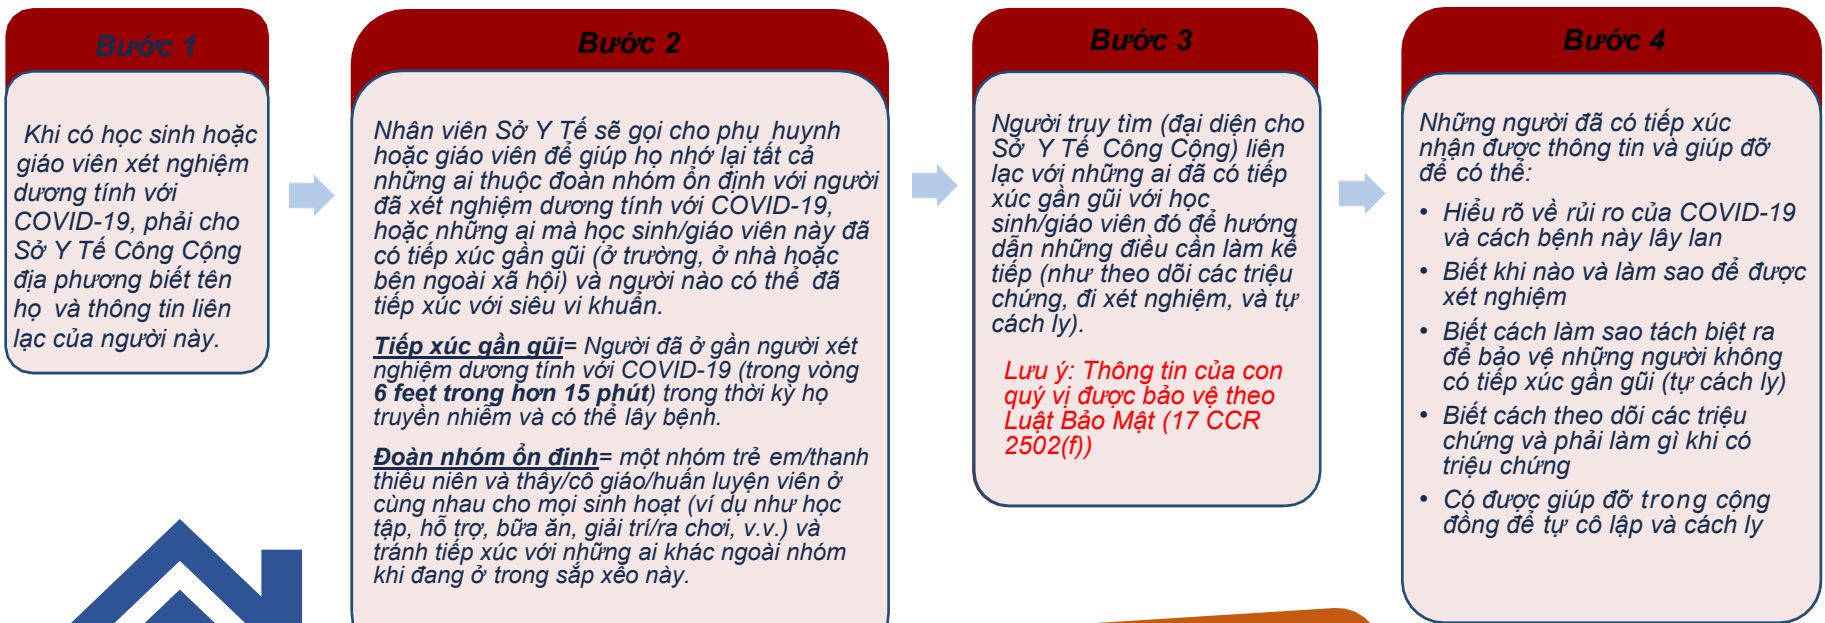 Bước 1
Khi có học sinh hoặc
giáo viên xét nghiệm
dương tính với
COVID-19, phải cho
Sở Y Tế Công Cộng
địa phương biết tên
họ và thông tin liên
lạc của người này.
Bước 2
Nhân viên Sở Y Tế sẽ gọi cho phụ huynh
hoặc giáo viên để giúp họ nhớ lại tất cả
những ai thuộc đoàn nhóm ổn định với người
đã xét nghiệm dương tính với COVID-19,
hoặc những ai mà học sinh/giáo viên này đã
có tiếp xúc gần gũi (ở trường, ở nhà hoặc
bên ngoài xã hội) và người nào có thể đã
tiếp xúc với siêu vi khuẩn.
Tiếp xúc gần gũi= Người đã ở gần người xét
nghiệm dương tính với COVID-19 (trong vòng
6 feet trong hơn 15 phút) trong thời kỳ họ
truyền nhiễm và có thể lây bệnh.
Đoàn nhóm ổn định= một nhóm trẻ em/thanh
thiếu niên và thầy/cô giáo/huấn luyện viên ở
cùng nhau cho mọi sinh hoạt (ví dụ như học
tập, hỗ trợ, bữa ăn, giải trí/ra chơi, v.v.) và
tránh tiếp xúc với những ai khác ngoài nhóm
khi đang ở trong sắp xếp này.
Bước 3
Người truy tìm (đại diện cho
Sở Y Tế Công Cộng) liên
lạc với những ai đã có tiếp
xúc gần gũi với học
sinh/giáo viên đó để hướng
dẫn những điều cần làm kế
tiếp (như theo dõi các triệu
chứng, đi xét nghiệm, và tự
cách ly).
Lưu ý: Thông tin của con
quý vị được bảo vệ theo
Luật Bảo Mật (17 CCR
2502(f))
Bước 4
Những người đã có tiếp xúc
nhận được thông tin và giúp đỡ
để có thể:
• Hiểu rõ về rủi ro của COVID-19
và cách bệnh này lây lan
• Biết khi nào và làm sao để được
xét nghiệm
• Biết cách làm sao tách biệt ra
để bảo vệ những người không
có tiếp xúc gần gũi (tự cách ly)
• Biết cách theo dõi các triệu
chứng và phải làm gì khi có
triệu chứng
• Có được giúp đỡ trong cộng
đồng để tự cô lập và cách ly